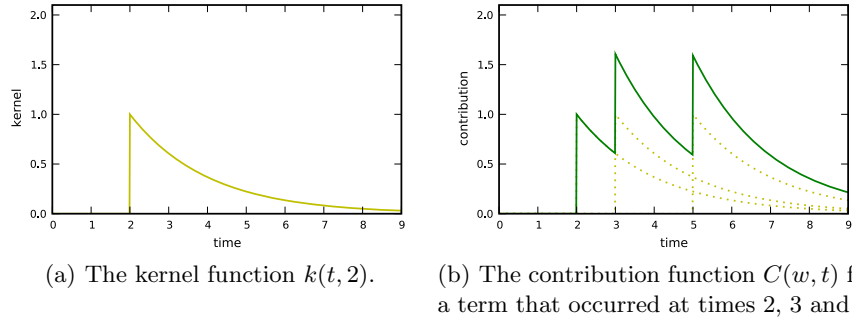 2.0
1.5
1.0
0.5
0.0
kernel
0 1 2 3 4 5 6 7 8 9
time
(a) The kernel function k(t, 2).
2.0
1.5
1.0
0.5
0.0
contribution
0 1 2 3 4 5 6 7 8 9
time
(b) The contribution function C(w, t) f
a term that occurred at times 2, 3 and